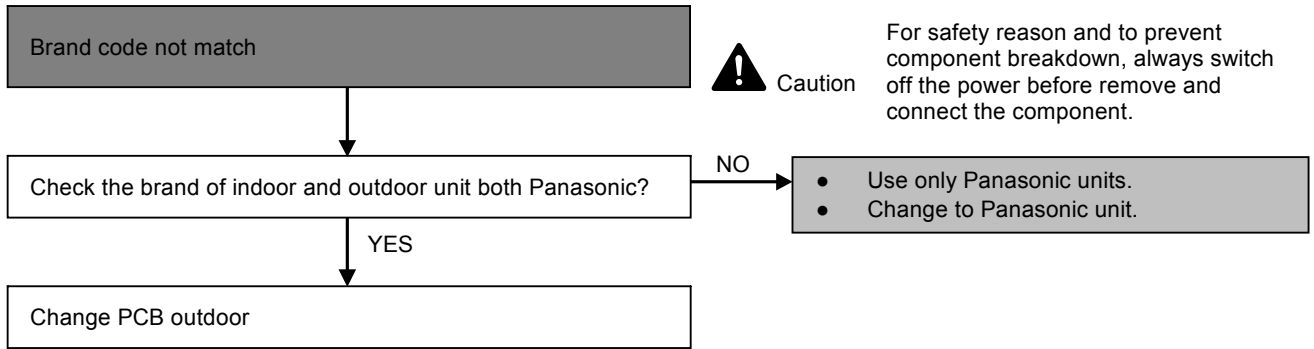 Brand code not match
Caution
For safety reason and to prevent
component breakdown, always switch
off the power before remove and
connect the component.
Check the brand of indoor and outdoor unit both Panasonic?
NO
● Use only Panasonic units.
● Change to Panasonic unit.
YES
Change PCB outdoor